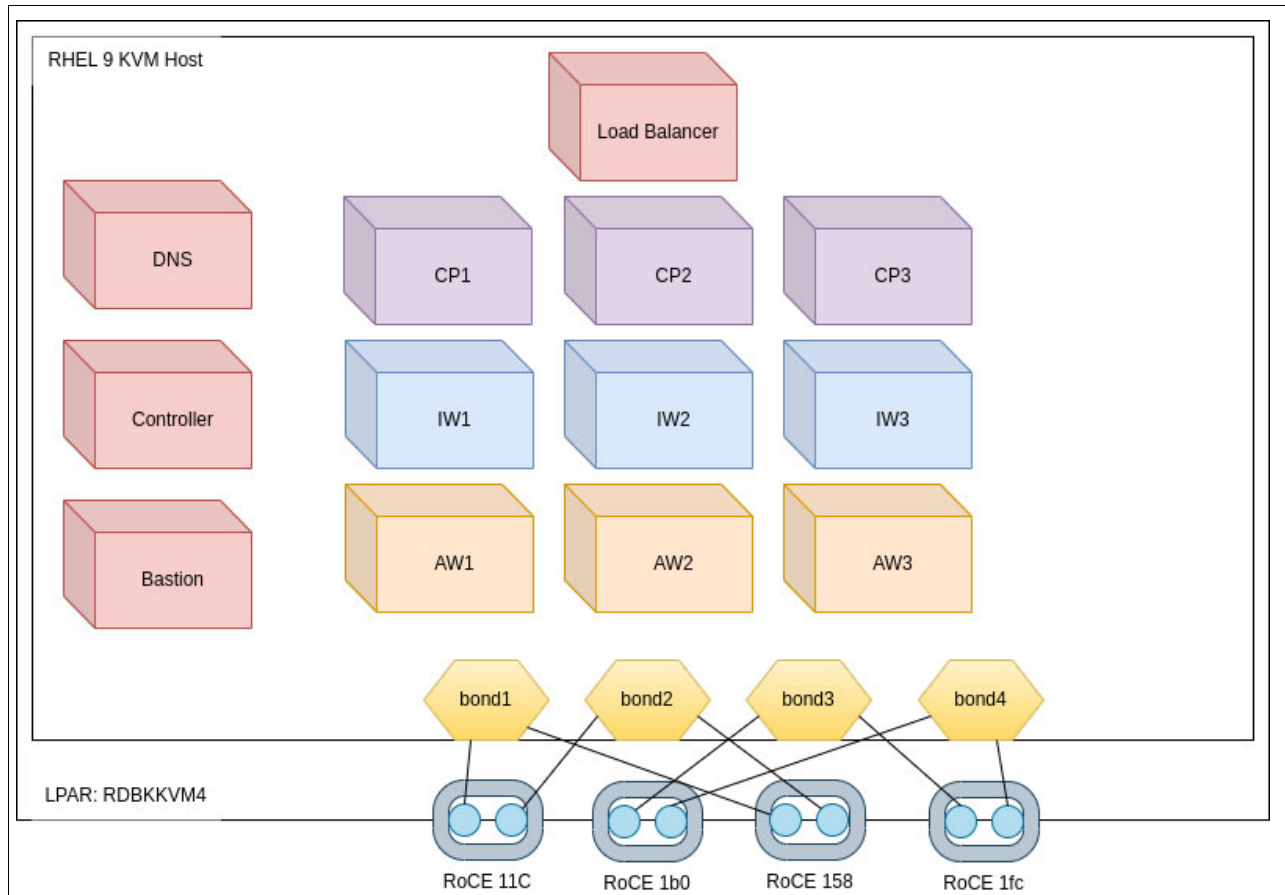 RHEL 9 KVM Host
Load Balancer
DNS
CP1
CP2
CP3
Controller
IW1
IW2
IW3
Bastion
AW1
AW2
AW3
bond1
bond2
bond3
bond4
LPAR: RDBKKVM4
RoCE 11C
RoCE 1b0
RoCE 158
RoCE 1fc